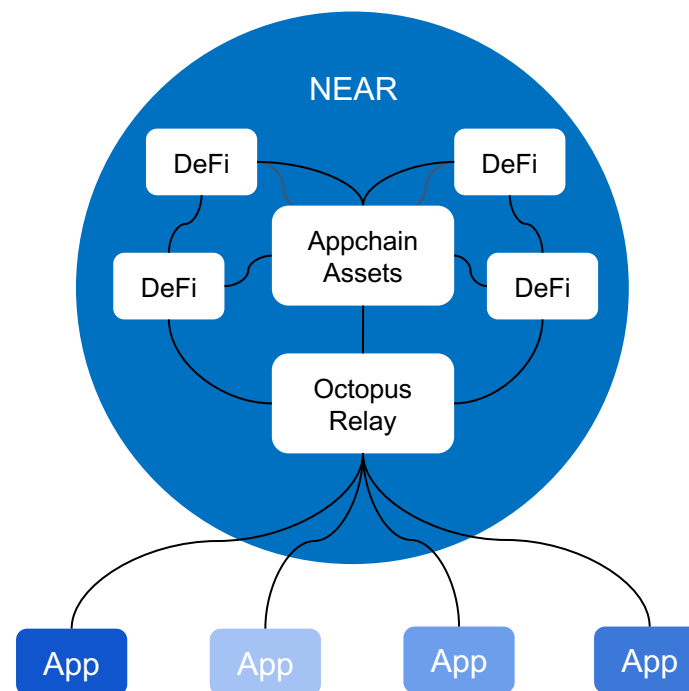 NEAR
DeFi
DeFi
Appchain
Assets
DeFi
DeFi
Octopus
Relay
App
App
App
App